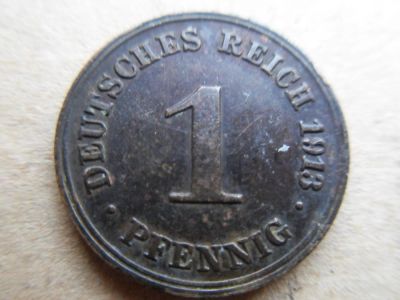 DEUTSCHES REICH 1913
1
PFENNIG